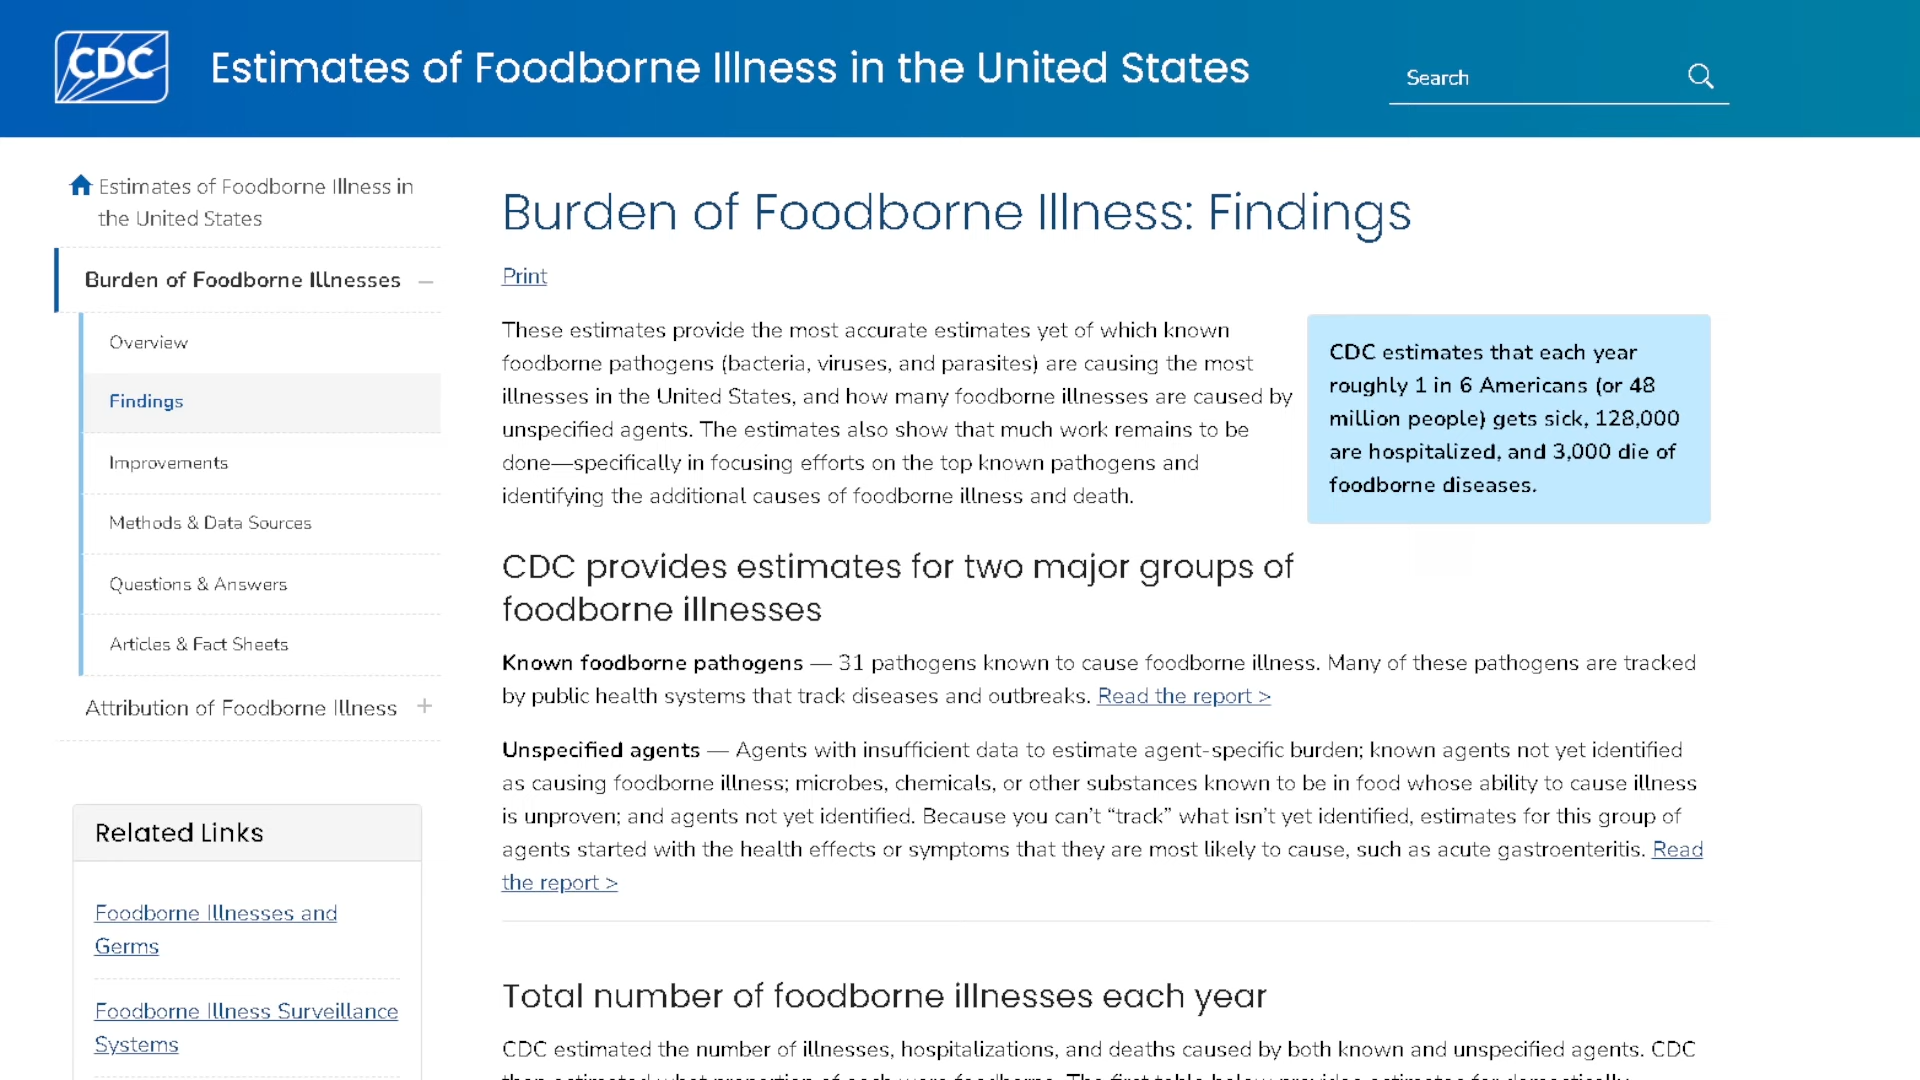 CDC
Estimates of Foodborne Illness in the United States
Search
Estimates of Foodborne Illness in
the United States
Burden of Foodborne Illnesses
Overview
Findings
Improvements
Methods & Data Sources
Questions & Answers
Articles & Fact Sheets
Attribution of Foodborne Illness
Related Links
Foodborne Illnesses and
Germs
Foodborne Illness Surveillance
Systems
Burden of Foodborne Illness: Findings
Print
These estimates provide the most accurate estimates yet of which known
foodborne pathogens (bacteria, viruses, and parasites) are causing the most
illnesses in the United States, and how many foodborne illnesses are caused by
unspecified agents. The estimates also show that much work remains to be
done—specifically in focusing efforts on the top known pathogens and
identifying the additional causes of foodborne illness and death.
CDC estimates that each year
roughly 1 in 6 Americans (or 48
million people) gets sick, 128,000
are hospitalized, and 3,000 die of
foodborne diseases.
CDC provides estimates for two major groups of
foodborne illnesses
Known foodborne pathogens — 31 pathogens known to cause foodborne illness. Many of these pathogens are tracked
by public health systems that track diseases and outbreaks. Read the report >
Unspecified agents — Agents with insufficient data to estimate agent-specific burden; known agents not yet identified
as causing foodborne illness; microbes, chemicals, or other substances known to be in food whose ability to cause illness
is unproven; and agents not yet identified. Because you can't “track” what isn't yet identified, estimates for this group of
agents started with the health effects or symptoms that they are most likely to cause, such as acute gastroenteritis. Read
the report >
Total number of foodborne illnesses each year
CDC estimated the number of illnesses, hospitalizations, and deaths caused by both known and unspecified agents. CDC